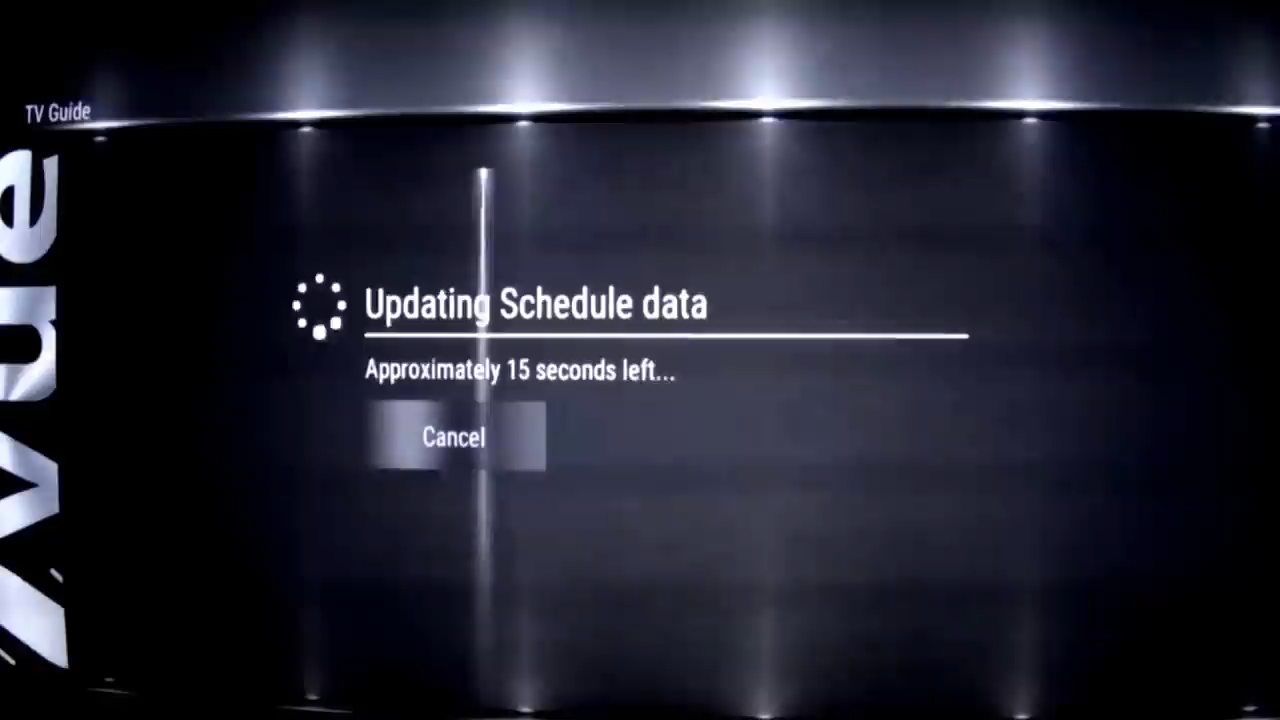 TV Guide
Updating Schedule data
Approximately 15 seconds left...
Cancel